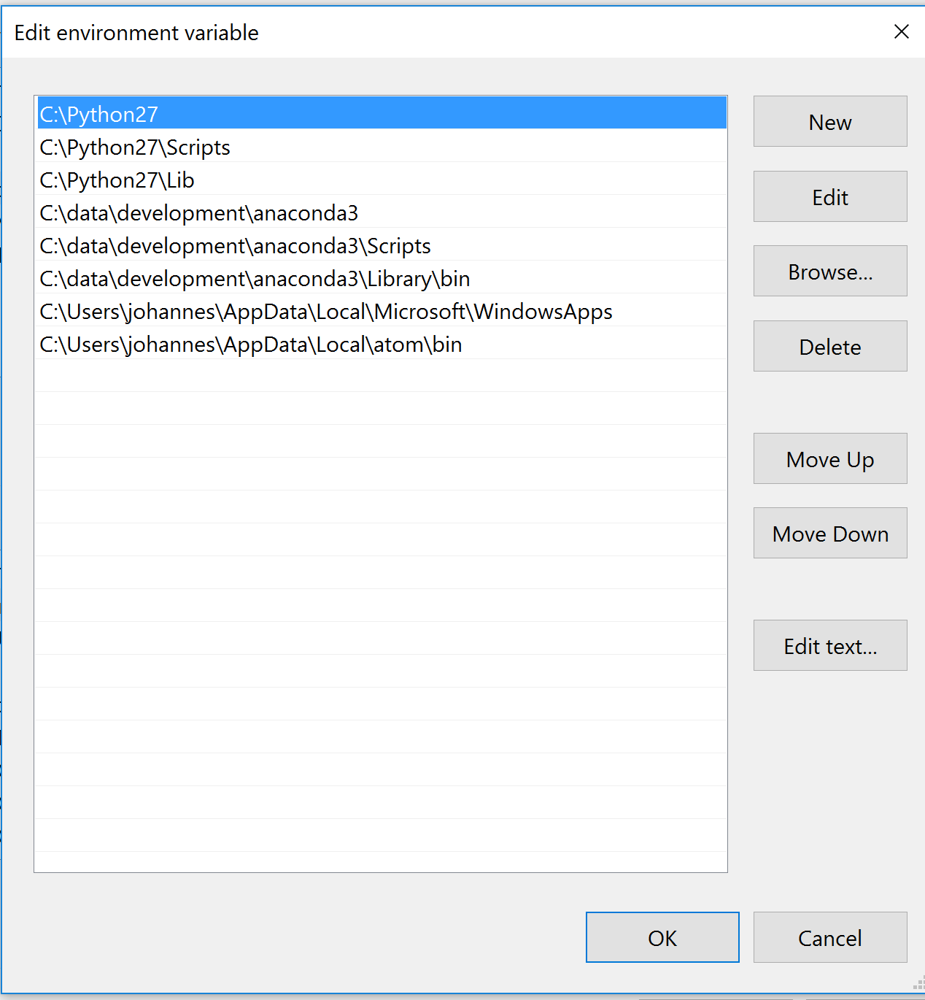 Edit environment variable
C:\Python27
C:\Python27\Scripts
C:\Python27\Lib
C:\data\development\anaconda3
C:\data\development\anaconda3\Scripts
C:\data\development\anaconda3\Library\bin
C:\Users\johannes\AppData\Local\Microsoft\WindowsApps
C:\Users\johannes\AppData\Local\atom\bin
New
Edit
Browse...
Delete
Move Up
Move Down
Edit text...
OK
Cancel